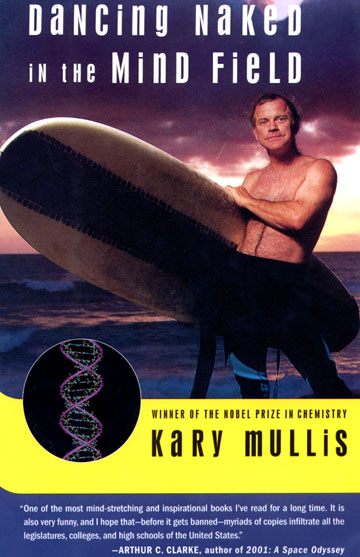 DANCING NAKED
IN THE MIND FIELD
WINNER OF THE NOBEL PRIZE IN CHEMISTRY
KARY MULLIS
“One of the most mind-stretching and inspirational books I've read for a long time. It is
also very funny, and I hope that—before it gets banned—myriads of copies infiltrate all the
legislatures, colleges, and high schools of the United States.”
—ARTHUR C. CLARKE, author of 2001: A Space Odyssey